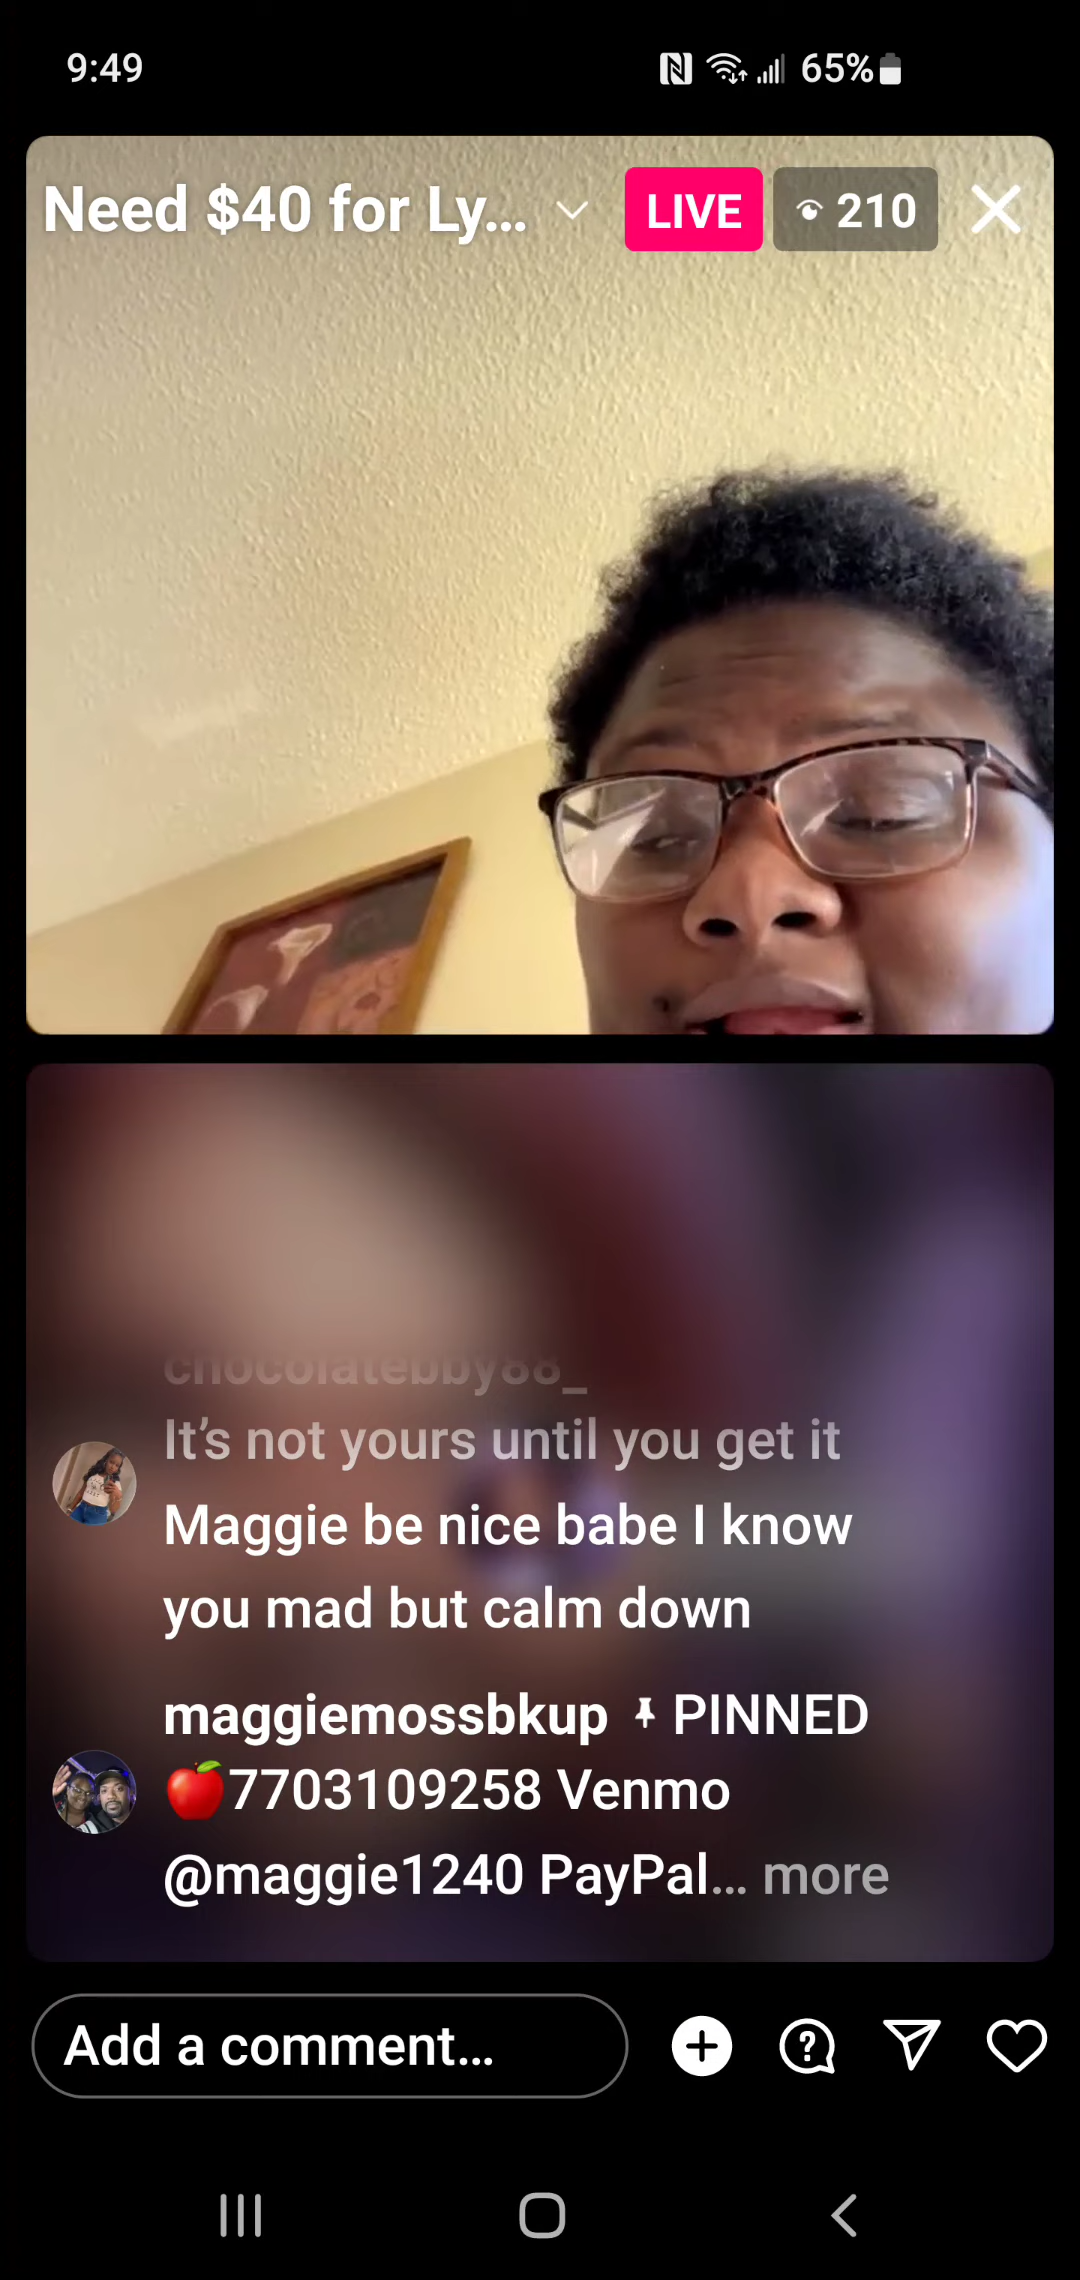 9:49 65%
Need $40 for Ly... LIVE 210
chocolatebby88_
It’s not yours until you get it
Maggie be nice babe I know
you mad but calm down
maggiemossbkup PINNED
🍎7703109258 Venmo
@maggie1240 PayPal... more
Add a comment...